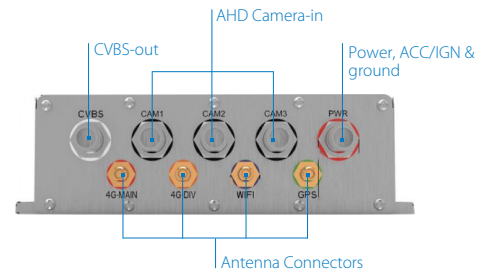 AHD Camera-in
CVBS-out
Power, ACC/IGN &
ground
CVBS
CAM1
CAM2
CAM3
PWR
4G-MAIN
4G-DIV
WIFI
GPS
Antenna Connectors